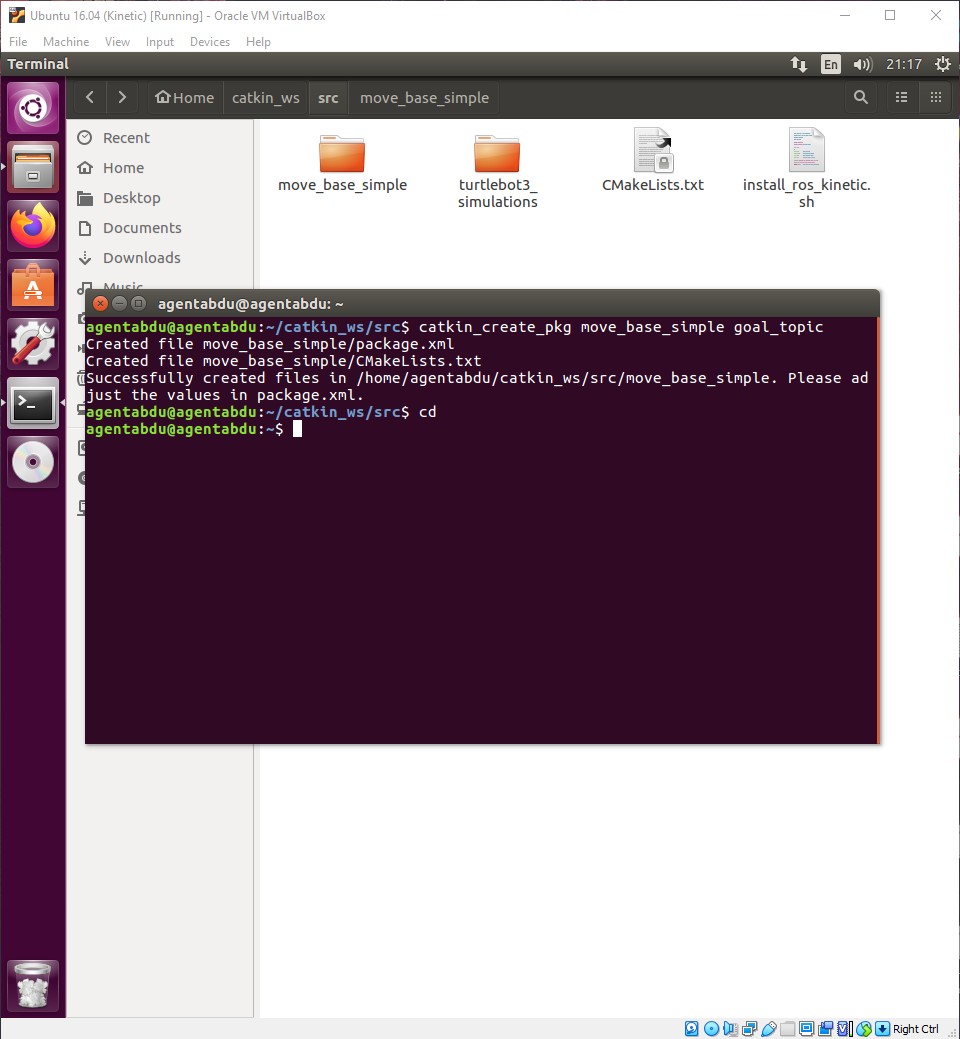 Ubuntu 16.04 (Kinetic) [Running] - Oracle VM VirtualBox
File Machine View Input Devices Help
Terminal
En
21:17
Home
catkin_ws
src
move_base_simple
Recent
Home
Desktop
Documents
Downloads
Music
move_base_simple
turtlebot3_
simulations
CMakeLists.txt
install_ros_kinetic.
sh
agentabdu@agentabdu: ~
agentabdu@agentabdu:~/catkin_ws/src$ catkin_create_pkg move_base_simple goal_topic
Created file move_base_simple/package.xml
Created file move_base_simple/CMakeLists.txt
Successfully created files in /home/agentabdu/catkin_ws/src/move_base_simple. Please ad
just the values in package.xml.
agentabdu@agentabdu:~/catkin_ws/src$ cd
agentabdu@agentabdu:~$
Right Ctrl